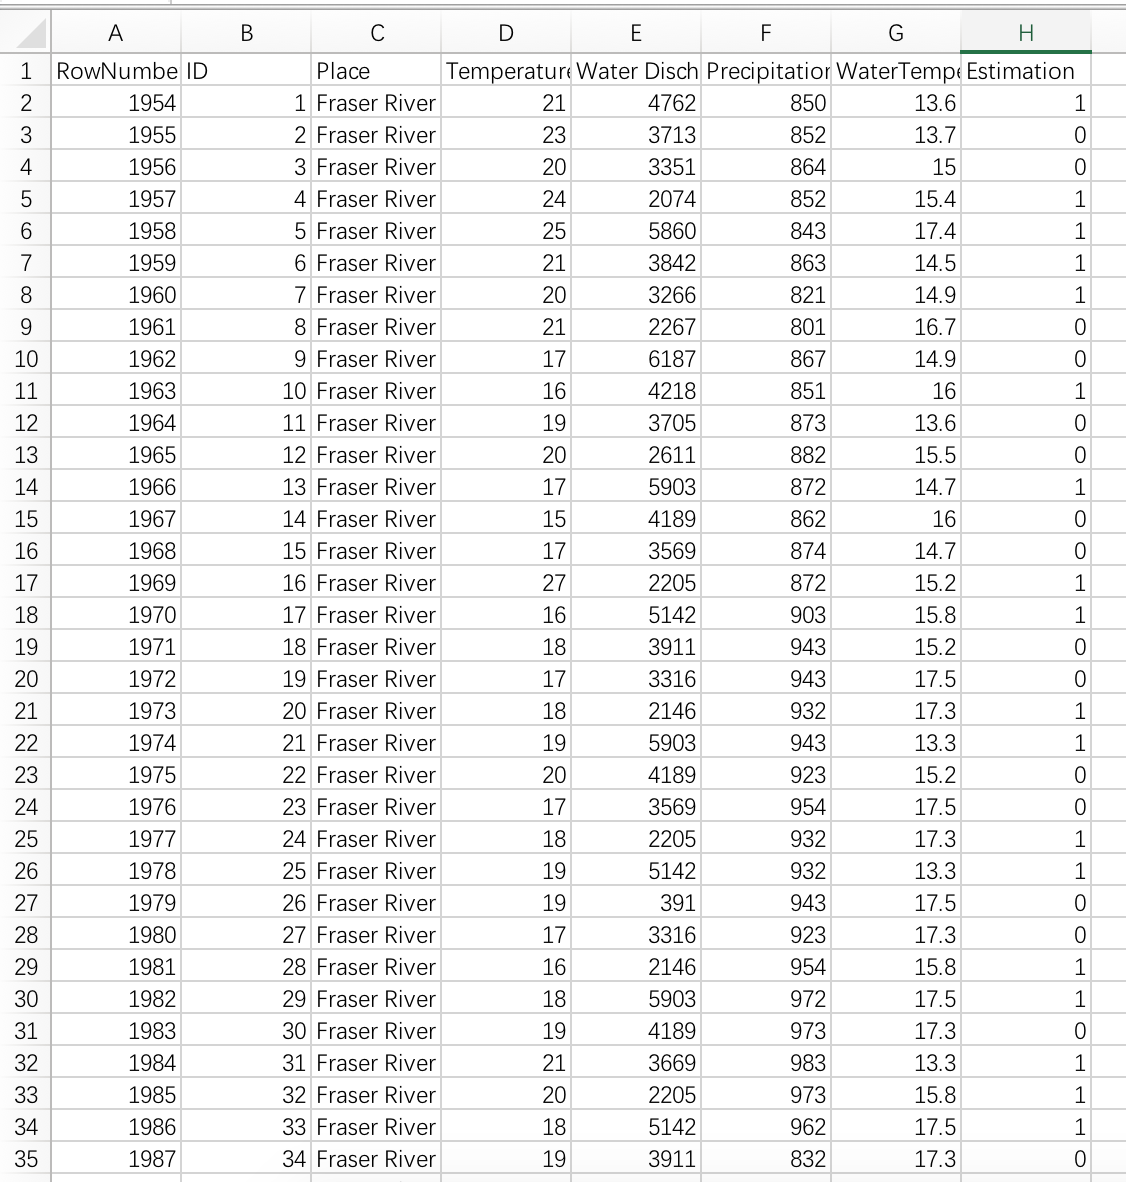 A B C D E F G H
1 RowNumbe ID Place Temperature Water Disch Precipitation WaterTempe Estimation
2 1954 1 Fraser River 21 4762 850 13.6 1
3 1955 2 Fraser River 23 3713 852 13.7 0
4 1956 3 Fraser River 20 3351 864 15 0
5 1957 4 Fraser River 24 2074 852 15.4 1
6 1958 5 Fraser River 25 5860 843 17.4 1
7 1959 6 Fraser River 21 3842 863 14.5 1
8 1960 7 Fraser River 20 3266 821 14.9 1
9 1961 8 Fraser River 21 2267 801 16.7 0
10 1962 9 Fraser River 17 6187 867 14.9 0
11 1963 10 Fraser River 16 4218 851 16 1
12 1964 11 Fraser River 19 3705 873 13.6 0
13 1965 12 Fraser River 20 2611 882 15.5 0
14 1966 13 Fraser River 17 5903 872 14.7 1
15 1967 14 Fraser River 15 4189 862 16 0
16 1968 15 Fraser River 17 3569 874 14.7 0
17 1969 16 Fraser River 27 2205 872 15.2 1
18 1970 17 Fraser River 16 5142 903 15.8 1
19 1971 18 Fraser River 18 3911 943 15.2 0
20 1972 19 Fraser River 17 3316 943 17.5 0
21 1973 20 Fraser River 18 2146 932 17.3 1
22 1974 21 Fraser River 19 5903 943 13.3 1
23 1975 22 Fraser River 20 4189 923 15.2 0
24 1976 23 Fraser River 17 3569 954 17.5 0
25 1977 24 Fraser River 18 2205 932 17.3 1
26 1978 25 Fraser River 19 5142 932 13.3 1
27 1979 26 Fraser River 19 391 943 17.5 0
28 1980 27 Fraser River 17 3316 923 17.3 0
29 1981 28 Fraser River 16 2146 954 15.8 1
30 1982 29 Fraser River 18 5903 972 17.5 1
31 1983 30 Fraser River 19 4189 973 17.3 0
32 1984 31 Fraser River 21 3669 983 13.3 1
33 1985 32 Fraser River 20 2205 973 15.8 1
34 1986 33 Fraser River 18 5142 962 17.5 1
35 1987 34 Fraser River 19 3911 832 17.3 0